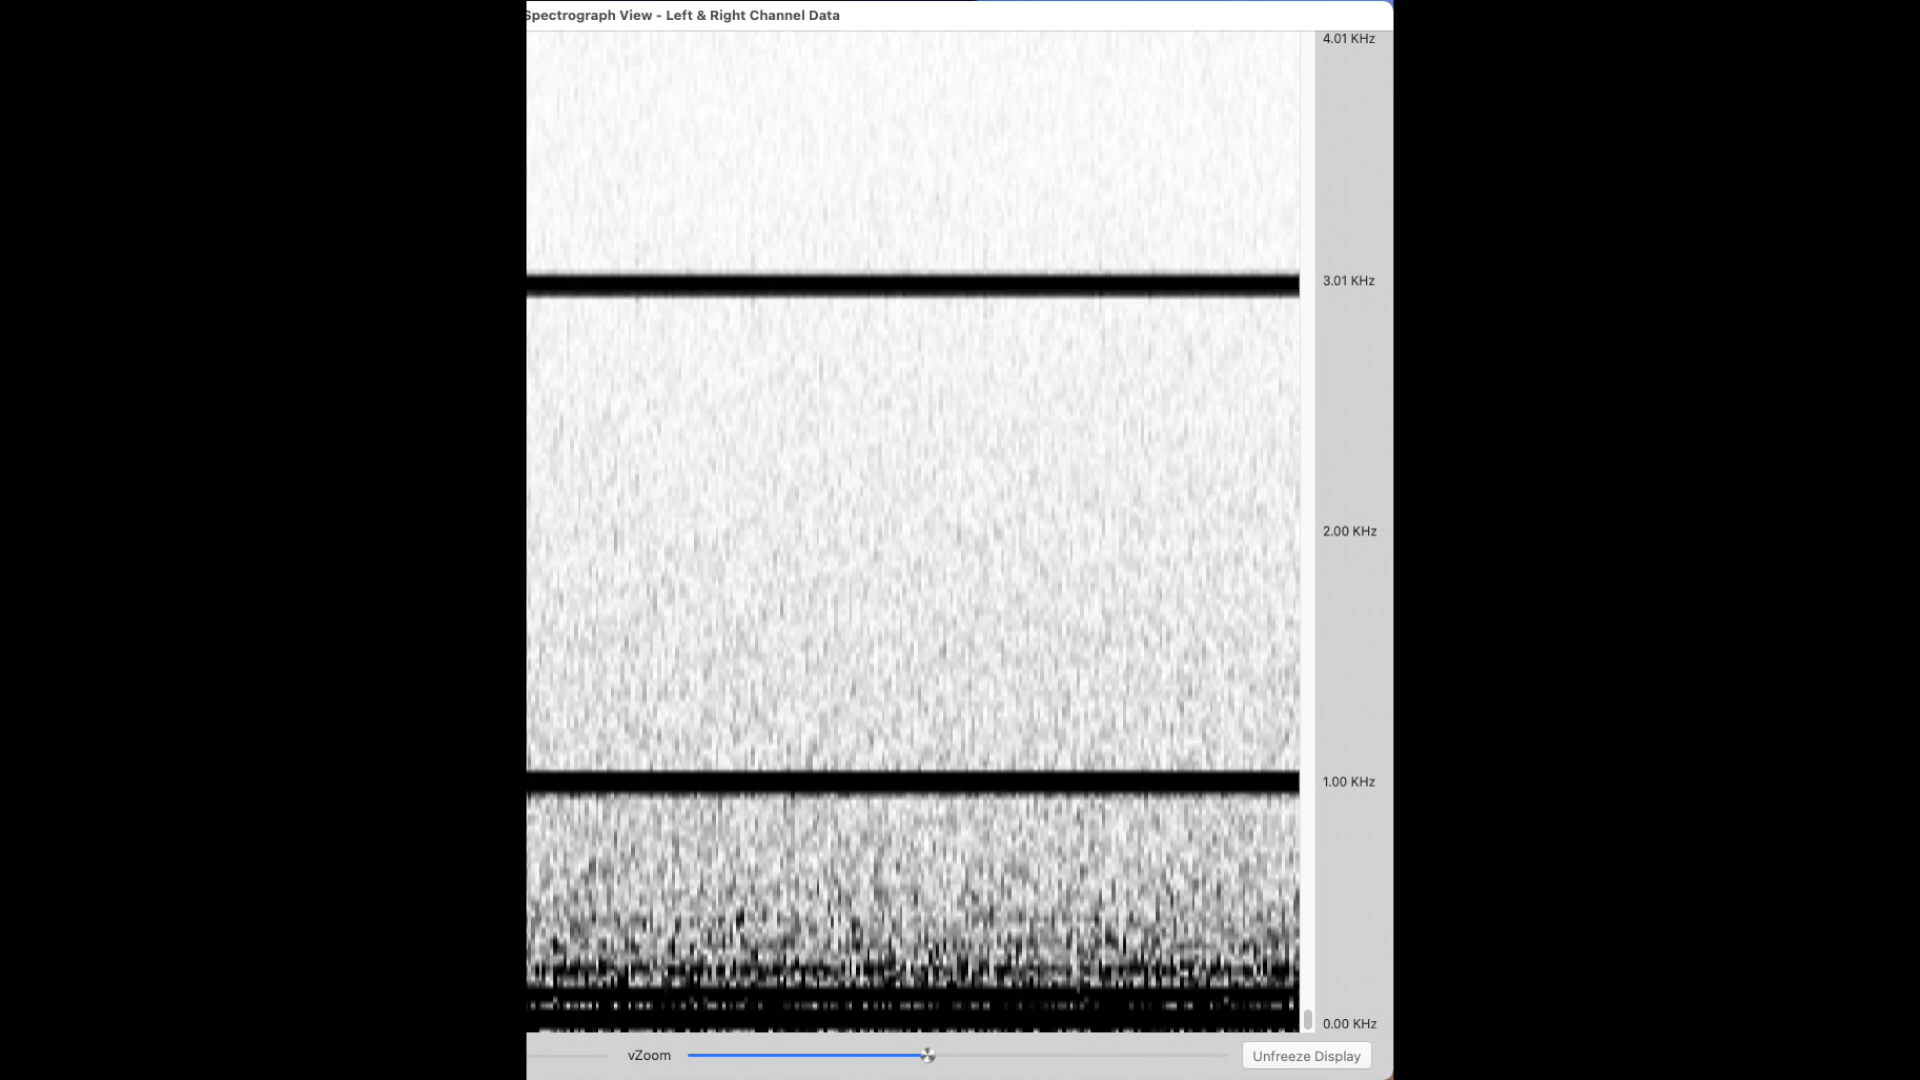 Spectrograph View - Left & Right Channel Data
4.01 KHz
3.01 KHz
2.00 KHz
1.00 KHz
0.00 KHz
vZoom
Unfreeze Display